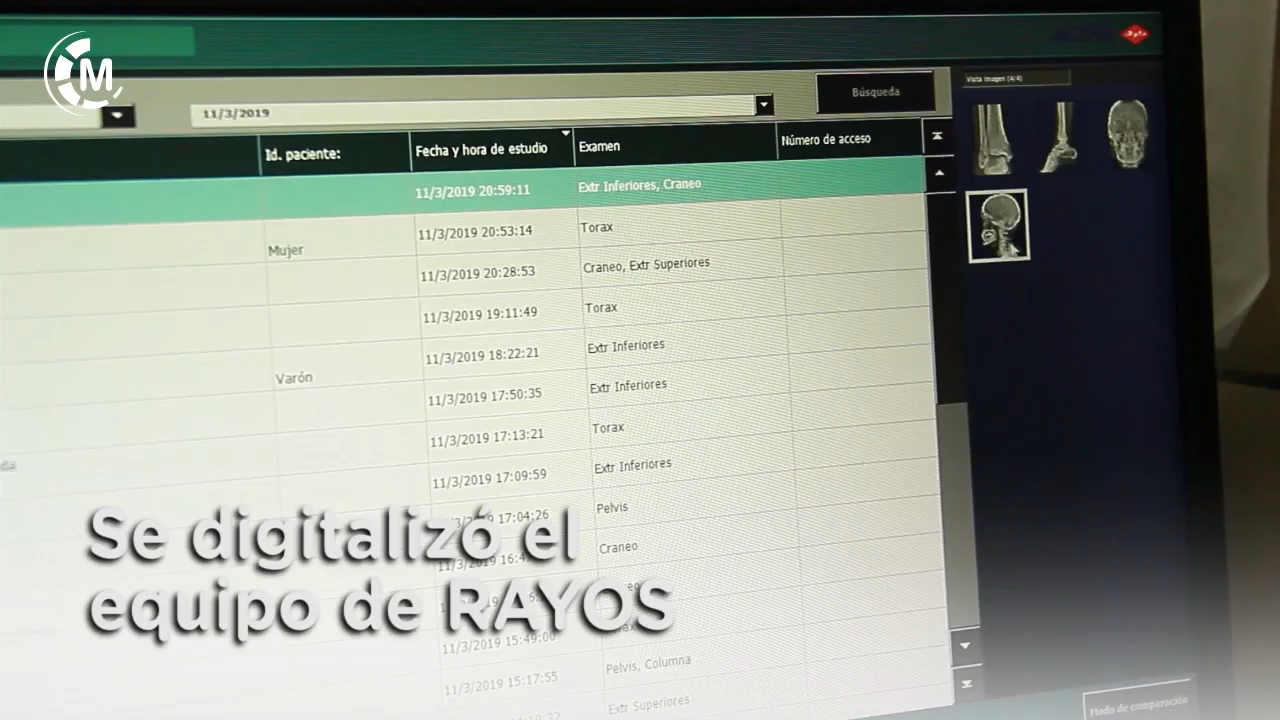 M
Agfa
Vista Imagen (4/4)
11/3/2019
Búsqueda
Id. paciente:
Fecha y hora de estudio
Examen
Número de acceso
11/3/2019 20:59:11
Extr Inferiores, Craneo
Mujer
11/3/2019 20:53:14
Torax
11/3/2019 20:28:53
Craneo, Extr Superiores
11/3/2019 19:11:49
Torax
Varón
11/3/2019 18:22:21
Extr Inferiores
11/3/2019 17:50:35
Extr Inferiores
11/3/2019 17:13:21
Torax
11/3/2019 17:09:59
Extr Inferiores
17:04:26
Pelvis
Craneo
11/3/2019 15:49:00
11/3/2019 15:17:55
Pelvis, Columna
Extr Superiores
Se digitalizó el
equipo de RAYOS
Modo de comparación